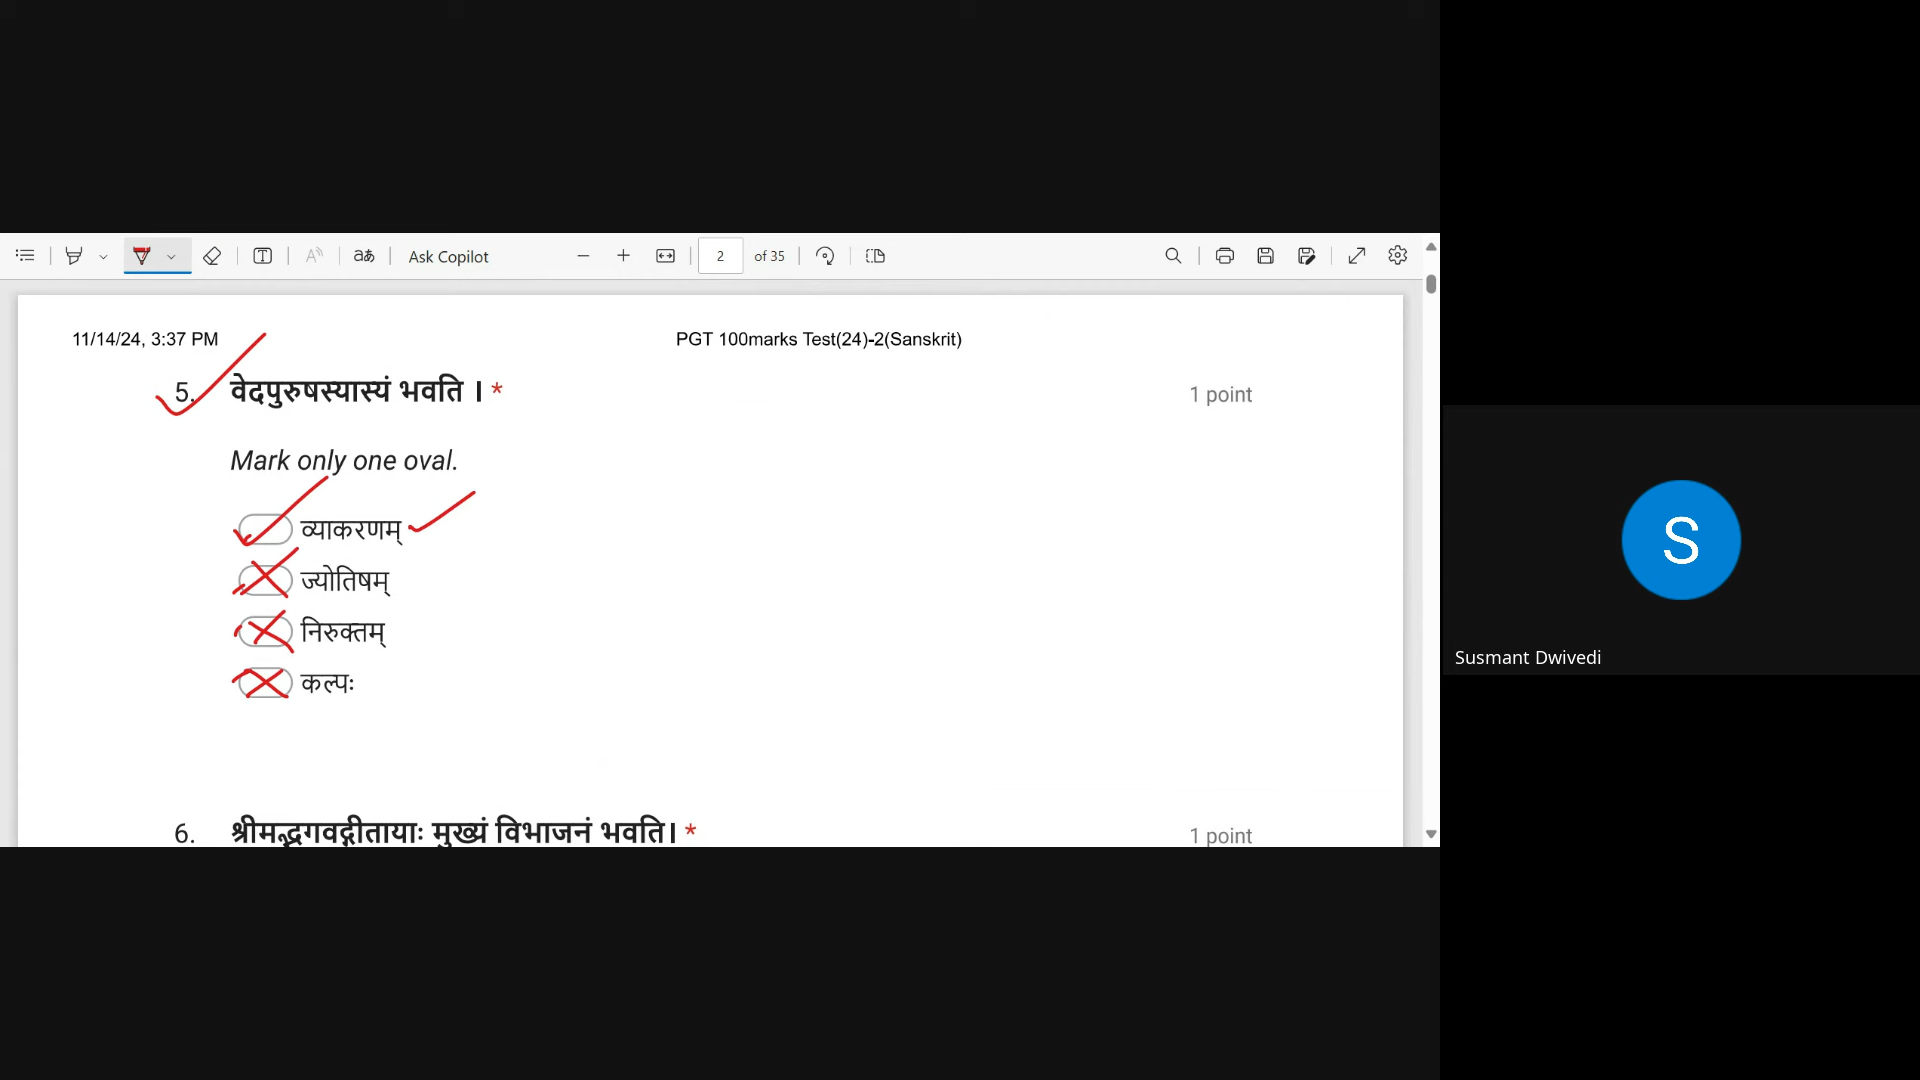 Ask Copilot
2 of 35
11/14/24, 3:37 PM
PGT 100marks Test(24)-2(Sanskrit)
5. वेदपुरुषस्यास्यं भवति । *
1 point
Mark only one oval.
व्याकरणम्
ज्योतिषम्
निरुक्तम्
कल्पः
6. श्रीमद्भगवद्गीतायाः मुख्यं विभाजनं भवति। *
1 point
S
Susmant Dwivedi